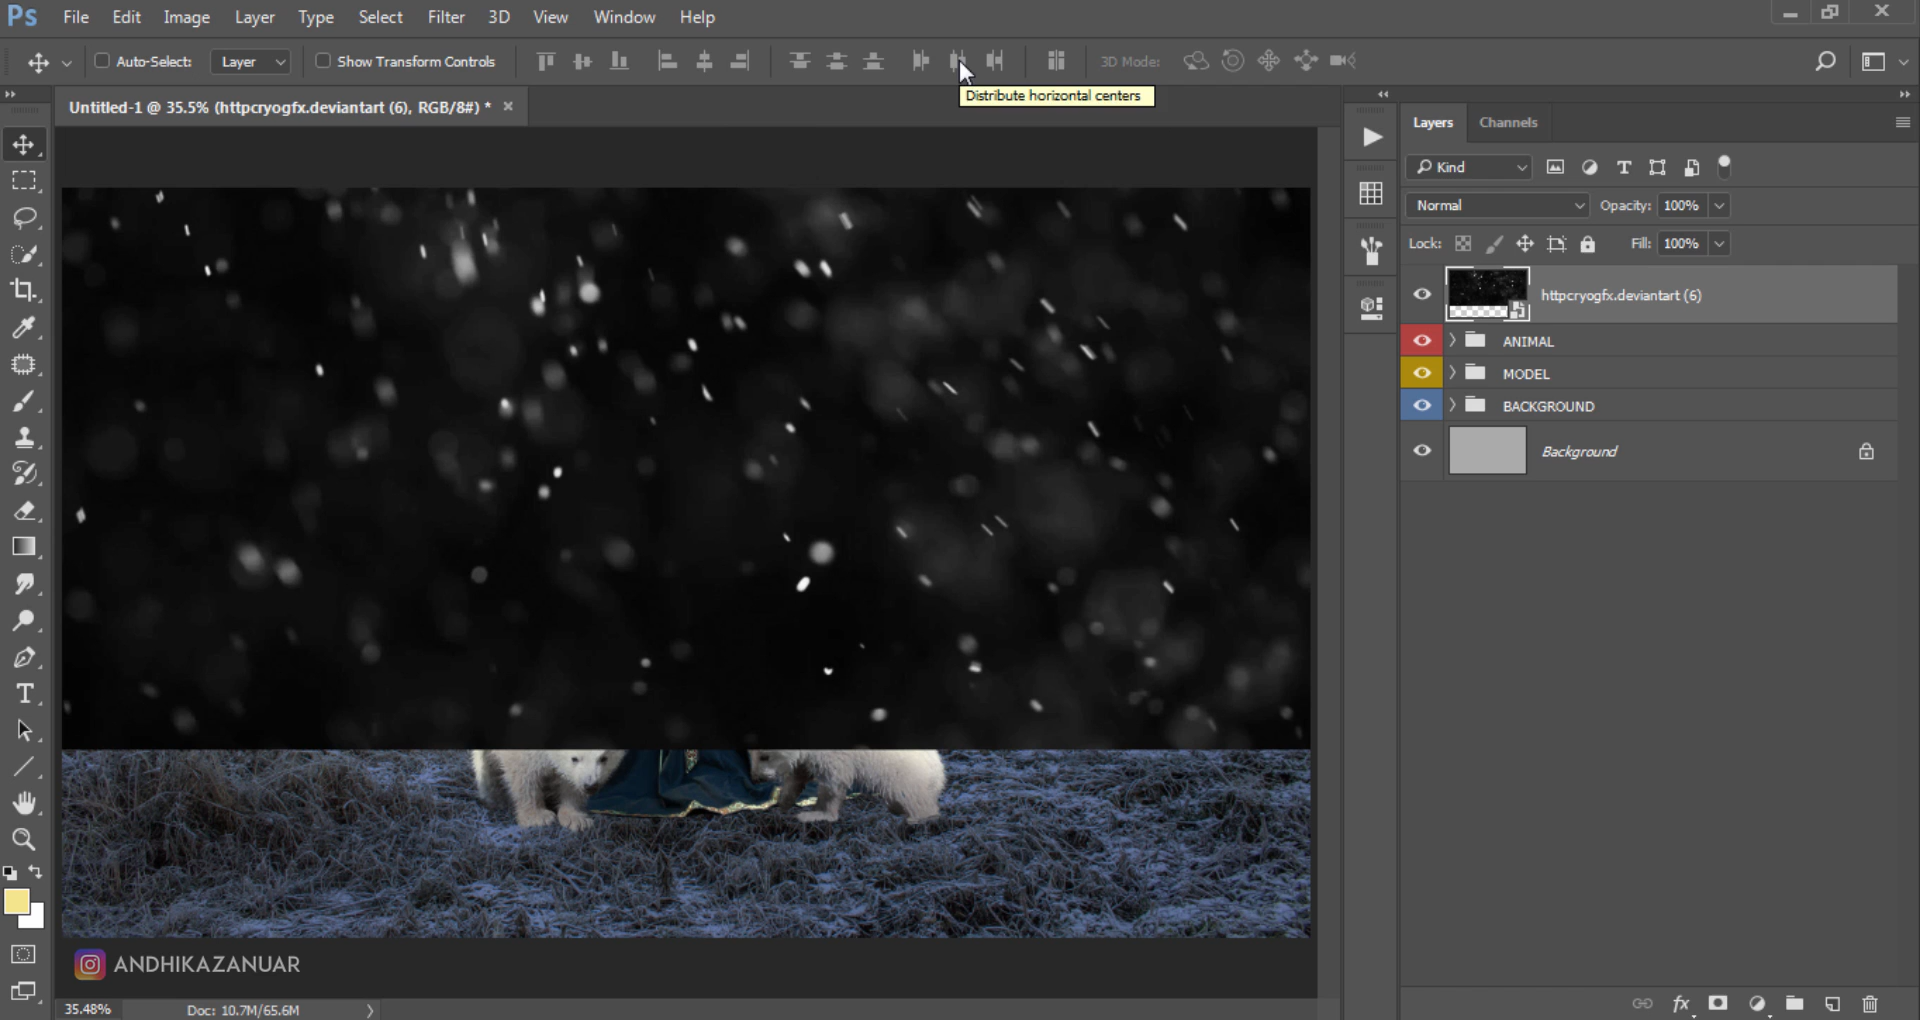 Ps File Edit Image Layer Type Select Filter 3D View Window Help
Auto-Select: Layer Show Transform Controls 3D Mode:
Distribute horizontal centers
Untitled-1 @ 35.5% (httpcryogfx.deviantart (6), RGB/8#) *
Layers Channels
Kind
Normal Opacity: 100%
Lock: Fill: 100%
httpcryogfx.deviantart (6)
ANIMAL
MODEL
BACKGROUND
Background
ANDHIKAZANUAR
35.48% Doc: 10.7M/65.6M